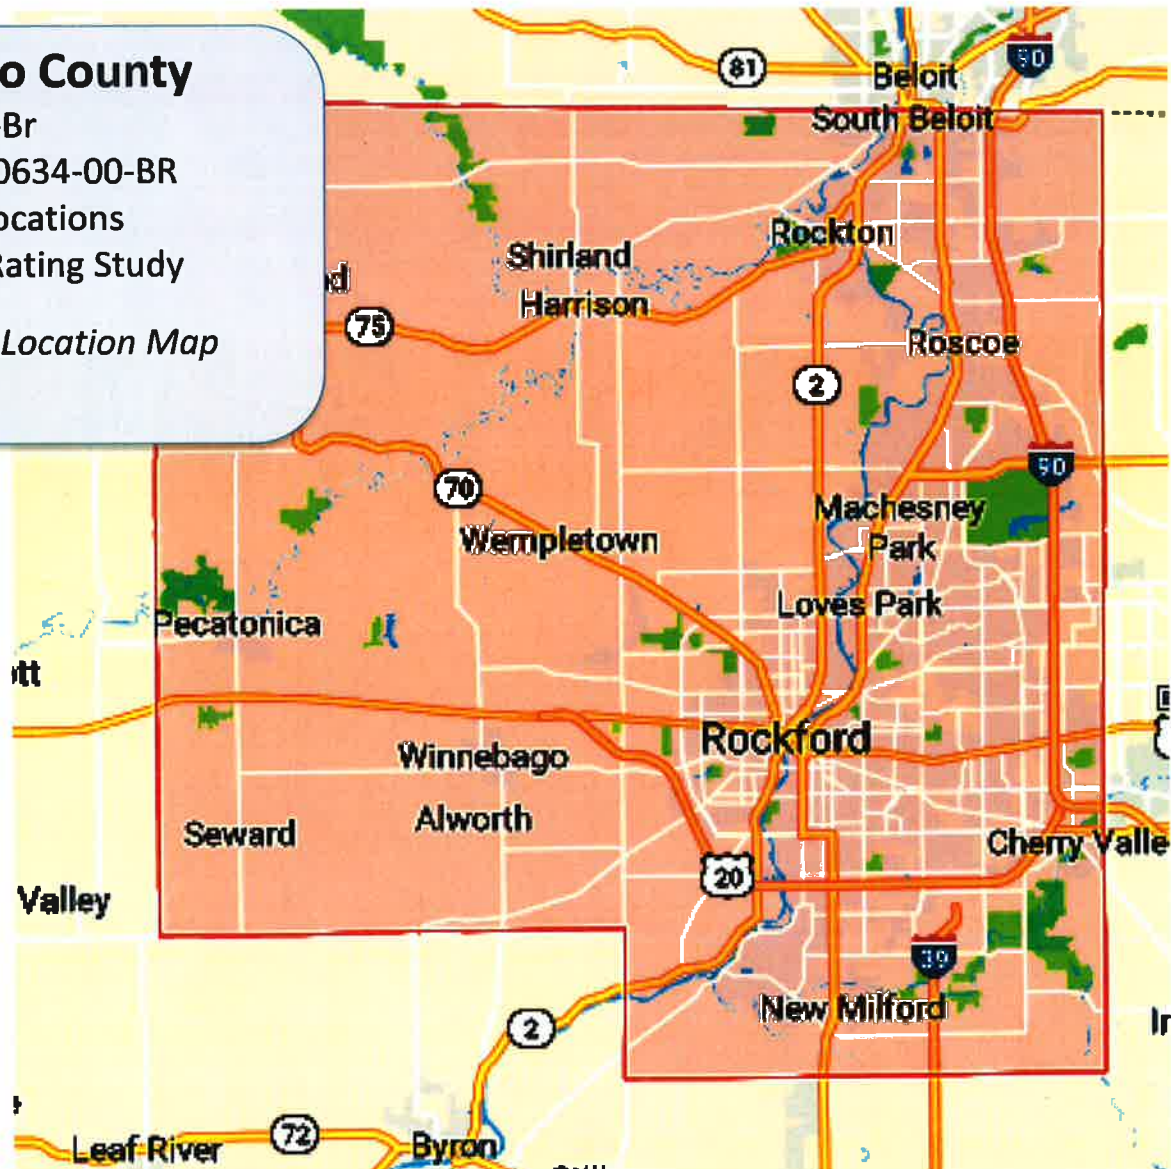 o County
-Br
0634-00-BR
ocations
Rating Study
Location Map
81
90
Beloit
South Beloit
Rockton
Shirland
Harrison
d
75
Roscoe
2
90
70
Machesney
Park
Wempletown
Loves Park
Pecatonica
tt
Rockford
Winnebago
Alworth
Seward
Cherry Valle
20
Valley
39
New Milford
2
72
Leaf River
Byron